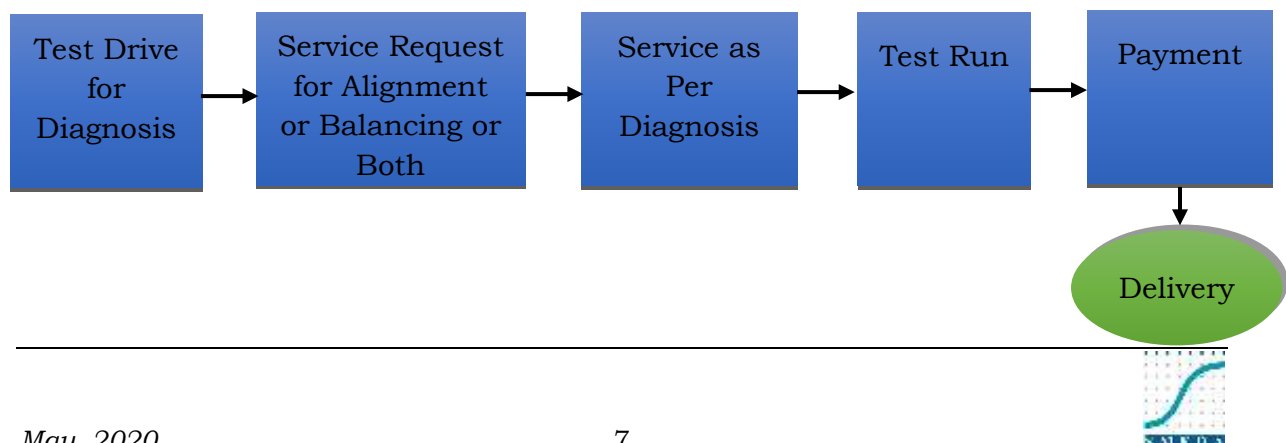 Test Drive
for
Diagnosis
Service Request
for Alignment
or Balancing or
Both
Service as
Per
Diagnosis
Test Run
Payment
Delivery
May, 2020
7